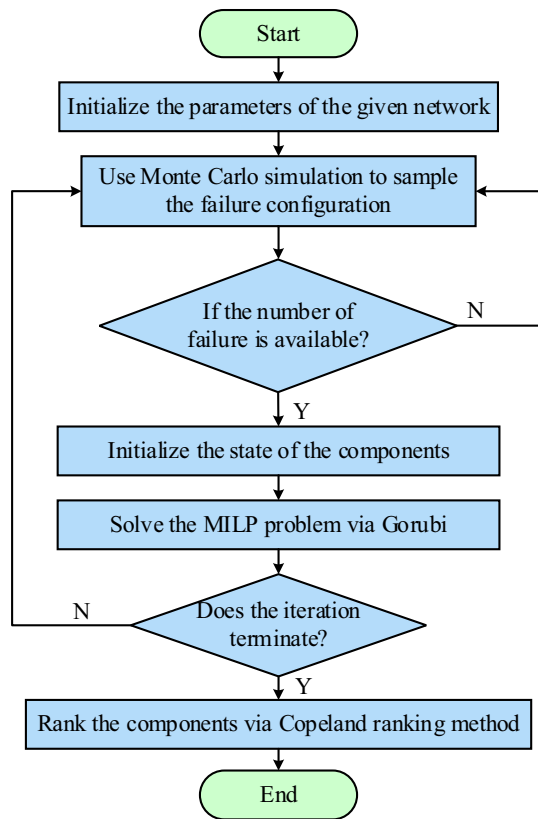 Start
Initialize the parameters of the given network
Use Monte Carlo simulation to sample
the failure configuration
If the number of
failure is available?
N
Y
Initialize the state of the components
Solve the MILP problem via Gorubi
Does the iteration
terminate?
N
Y
Rank the components via Copeland ranking method
End